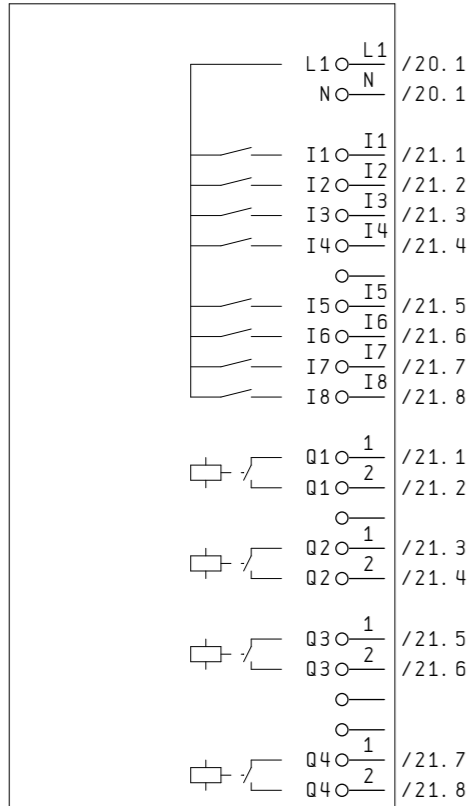 L1 L1 /20.1
N N /20.1
I1 I1 /21.1
I2 I2 /21.2
I3 I3 /21.3
I4 I4 /21.4
I5 I5 /21.5
I6 I6 /21.6
I7 I7 /21.7
I8 I8 /21.8
Q1 1 /21.1
Q1 2 /21.2
Q2 1 /21.3
Q2 2 /21.4
Q3 1 /21.5
Q3 2 /21.6
Q4 1 /21.7
Q4 2 /21.8